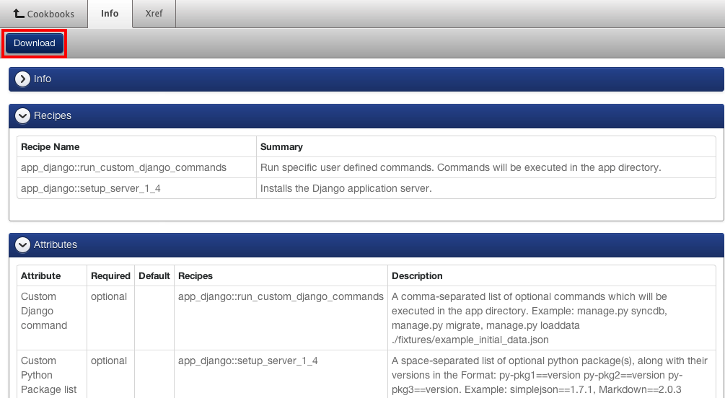 Cookbooks Info Xref
Download
Info
Recipes
Recipe Name Summary
app_django::run_custom_django_commands Run specific user defined commands. Commands will be executed in the app directory.
app_django::setup_server_1_4 Installs the Django application server.
Attributes
Attribute Required Default Recipes Description
Custom optional app_django::run_custom_django_commands A comma-separated list of optional commands which will be
Django executed in the app directory. Example: manage.py syncdb,
command manage.py migrate, manage.py loaddata
./fixtures/example_initial_data.json
Custom optional app_django::setup_server_1_4 A space-separated list of optional python package(s), along with their
Python versions in the Format: py-pkg1==version py-pkg2==version py-
Package list pkg3==version. Example: simplejson==1.7.1, Markdown==2.0.3